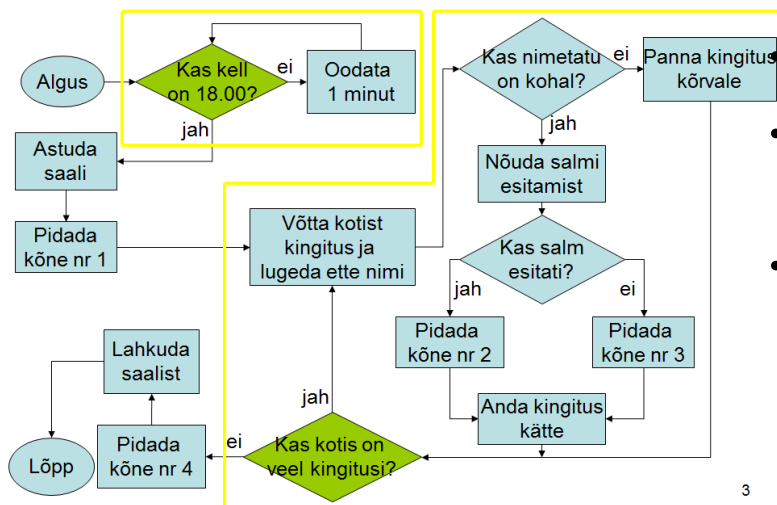 Algus
Kas kell
on 18.00?
ei
Oodata
1 minut
jah
Astuda
saali
Pidada
kõne nr 1
Võtta kotist
kingitus ja
lugeda ette nimi
Kas nimetatu
on kohal?
ei
Panna kingitus
kõrvale
jah
Nõuda salmi
esitamist
Kas salm
esitati?
jah
ei
Pidada
kõne nr 2
Pidada
kõne nr 3
Anda kingitus
kätte
jah
Kas kotis on
veel kingitusi?
ei
Pidada
kõne nr 4
Lahkuda
saalist
Lõpp
3